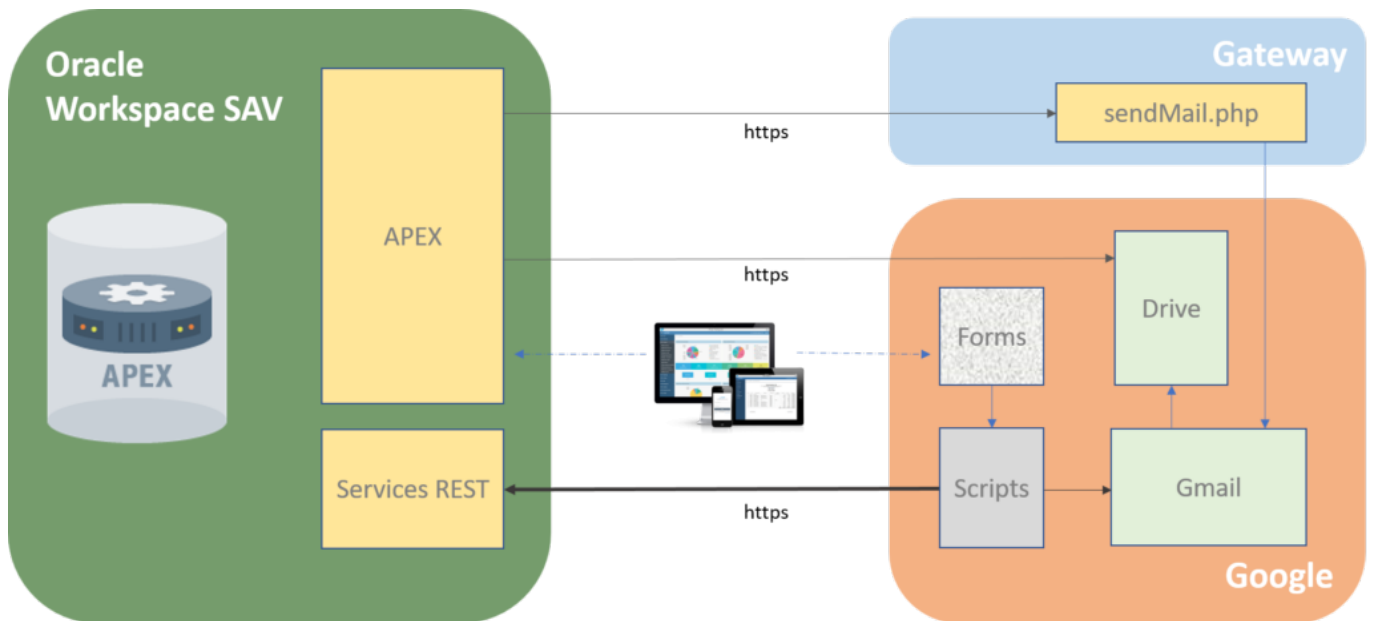 Oracle
Workspace SAV
APEX
APEX
Services REST
https
https
https
Gateway
sendMail.php
Drive
Forms
Scripts
Gmail
Google